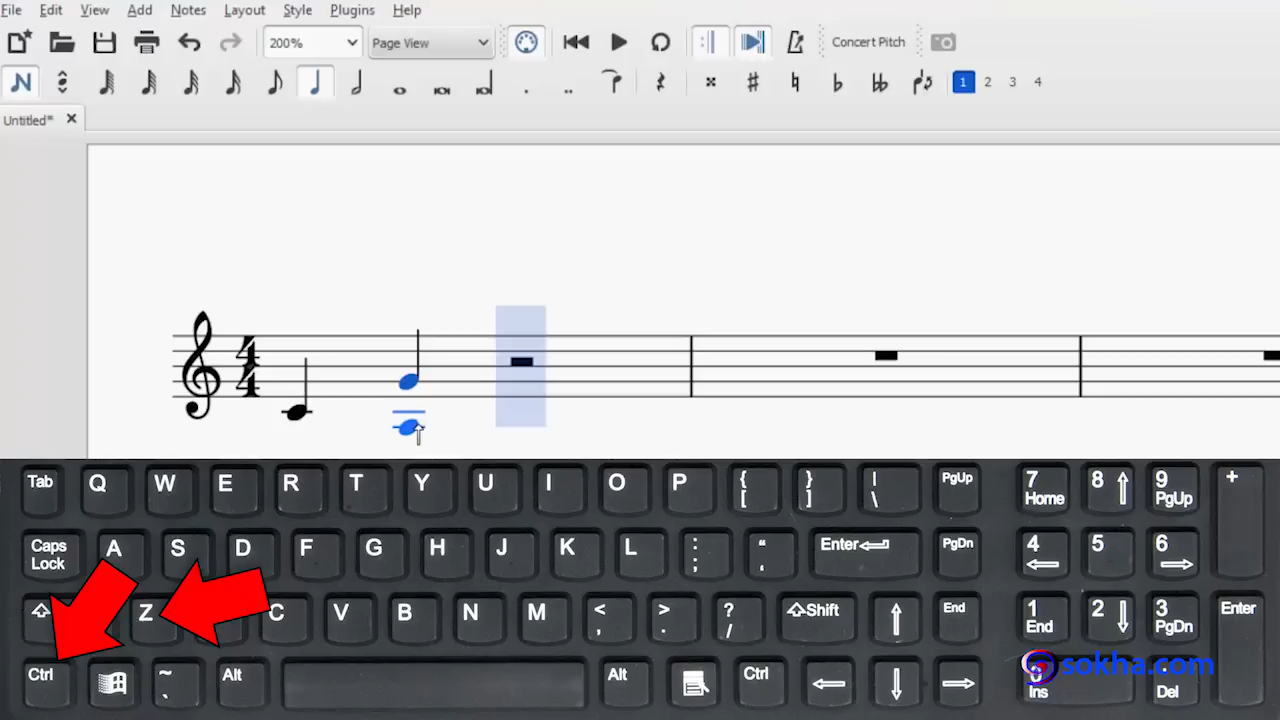 File Edit View Add Notes Layout Style Plugins Help
200% Page View Concert Pitch
1 2 3 4
Untitled*
4
4
Tab Q W E R T Y U I O P { [ } ] | \ PgUp 7 Home 8 9 PgUp +
Caps Lock A S D F G H J K L : ; " ' Enter PgDn 4 5 6
Z C V B N M < , > . ? / Shift End 1 End 2 3 PgDn Enter
Ctrl ~ ` Alt Alt Ctrl Ins . Del
sokha.com